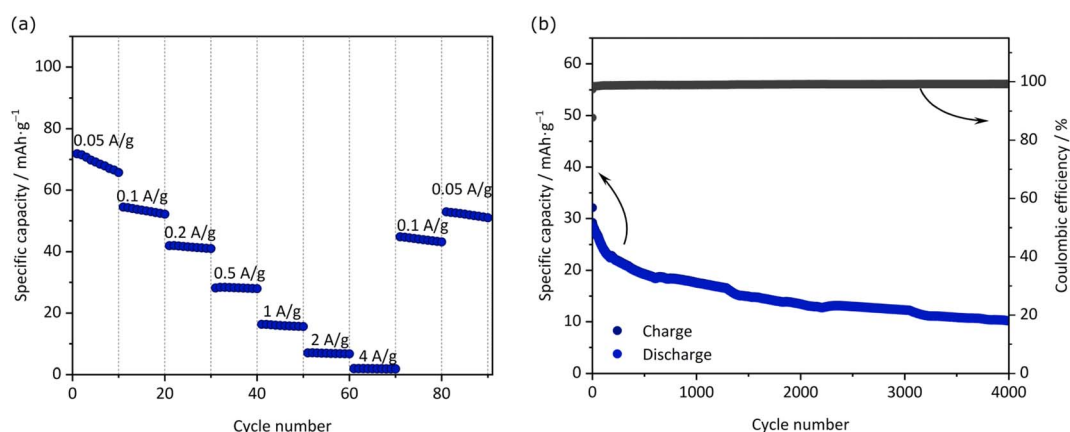 (a)
Specific capacity / mAh·g⁻¹
100
80
60
40
20
0
0.05 A/g
0.1 A/g
0.2 A/g
0.5 A/g
1 A/g
2 A/g
4 A/g
0.1 A/g
0.05 A/g
0 20 40 60 80
Cycle number
(b)
Specific capacity / mAh·g⁻¹
60
50
40
30
20
10
0
Charge
Discharge
0 1000 2000 3000 4000
Cycle number
100
80
60
40
20
0
Coulombic efficiency / %